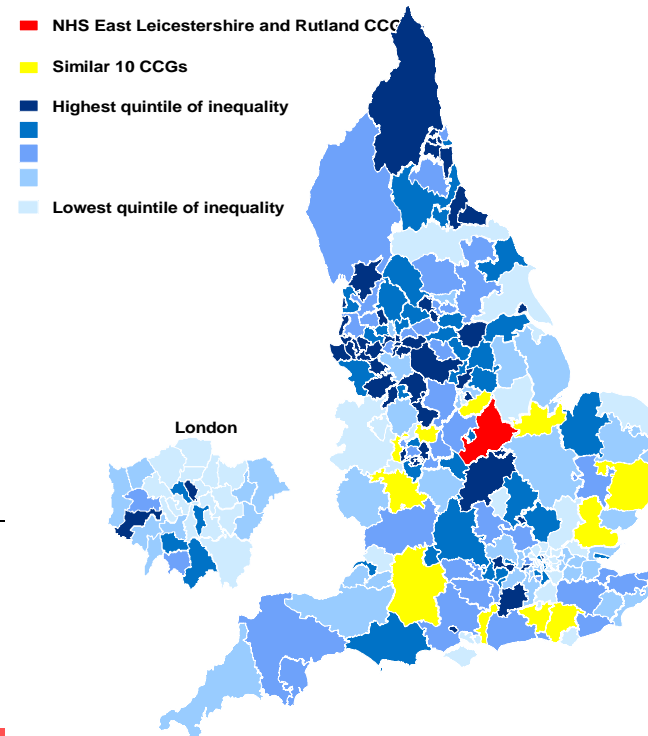 NHS East Leicestershire and Rutland CCG
Similar 10 CCGs
Highest quintile of inequality
Lowest quintile of inequality
London